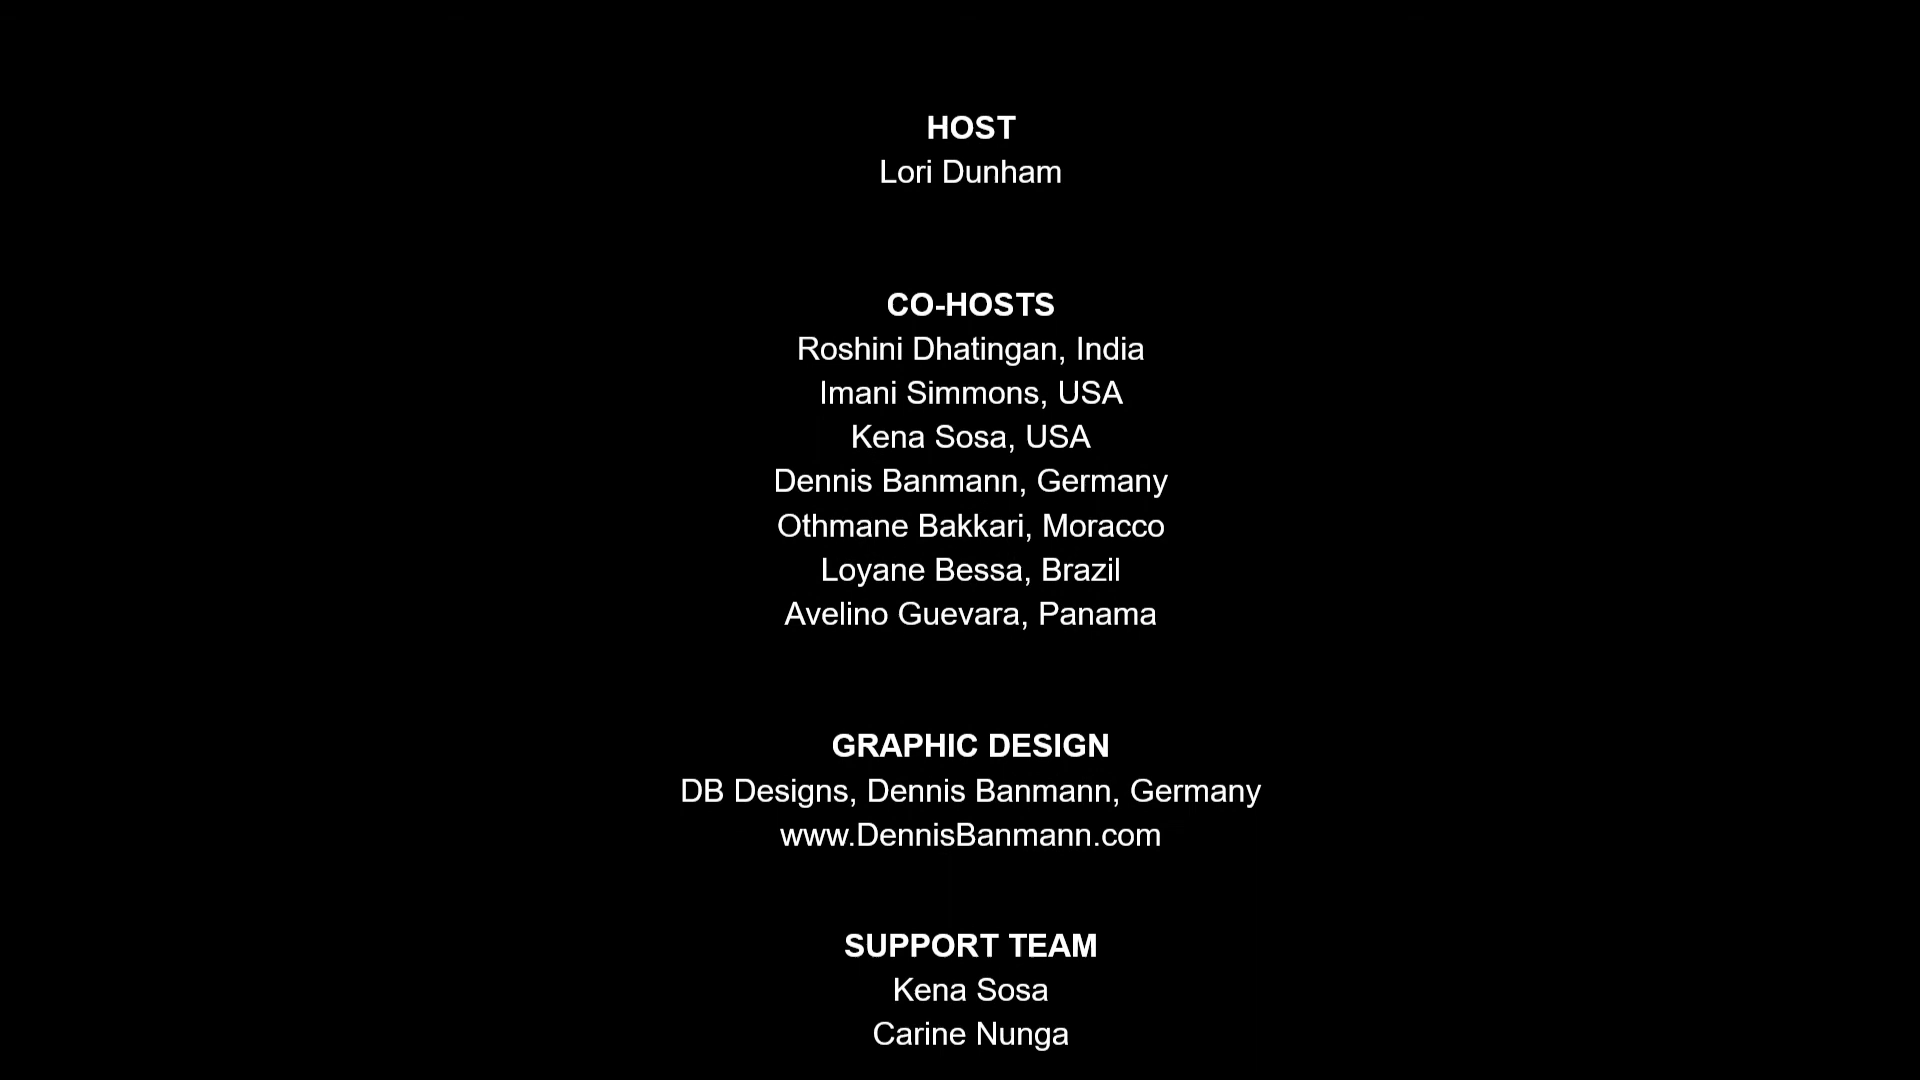 HOST
Lori Dunham
CO-HOSTS
Roshini Dhatingan, India
Imani Simmons, USA
Kena Sosa, USA
Dennis Banmann, Germany
Othmane Bakkari, Moracco
Loyane Bessa, Brazil
Avelino Guevara, Panama
GRAPHIC DESIGN
DB Designs, Dennis Banmann, Germany
www.DennisBanmann.com
SUPPORT TEAM
Kena Sosa
Carine Nunga